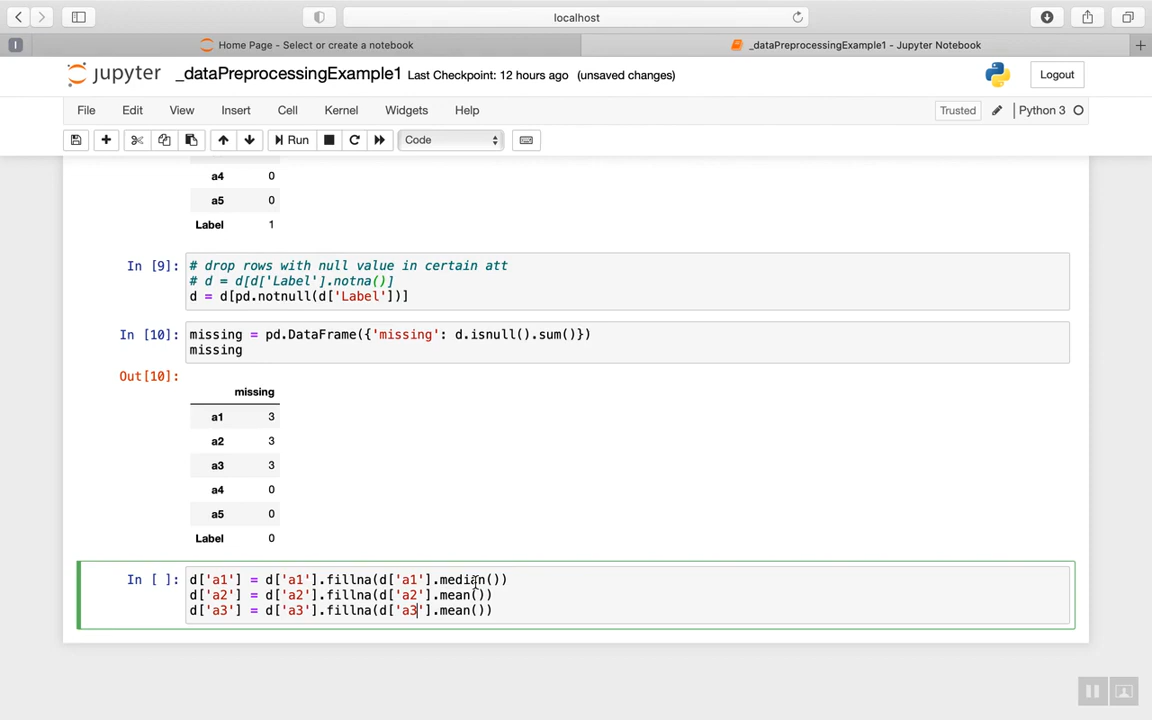 localhost
I
Home Page - Select or create a notebook
_dataPreprocessingExample1 - Jupyter Notebook
jupyter _dataPreprocessingExample1 Last Checkpoint: 12 hours ago (unsaved changes)
Logout
File Edit View Insert Cell Kernel Widgets Help
Trusted
Python 3
Run
Code
a4 0
a5 0
Label 1
In [9]: # drop rows with null value in certain att
# d = d[d['Label'].notna()]
d = d[pd.notnull(d['Label'])]
In [10]: missing = pd.DataFrame({'missing': d.isnull().sum()})
missing
Out[10]:
missing
a1 3
a2 3
a3 3
a4 0
a5 0
Label 0
In [ ]: d['a1'] = d['a1'].fillna(d['a1'].median())
d['a2'] = d['a2'].fillna(d['a2'].mean())
d['a3'] = d['a3'].fillna(d['a3'].mean())